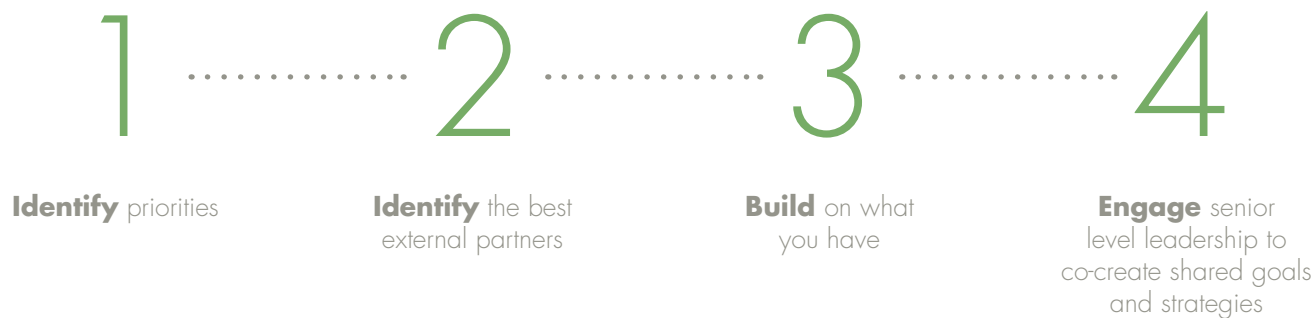 1
2
3
4
Identify priorities
Identify the best
external partners
Build on what
you have
Engage senior
level leadership to
co-create shared goals
and strategies